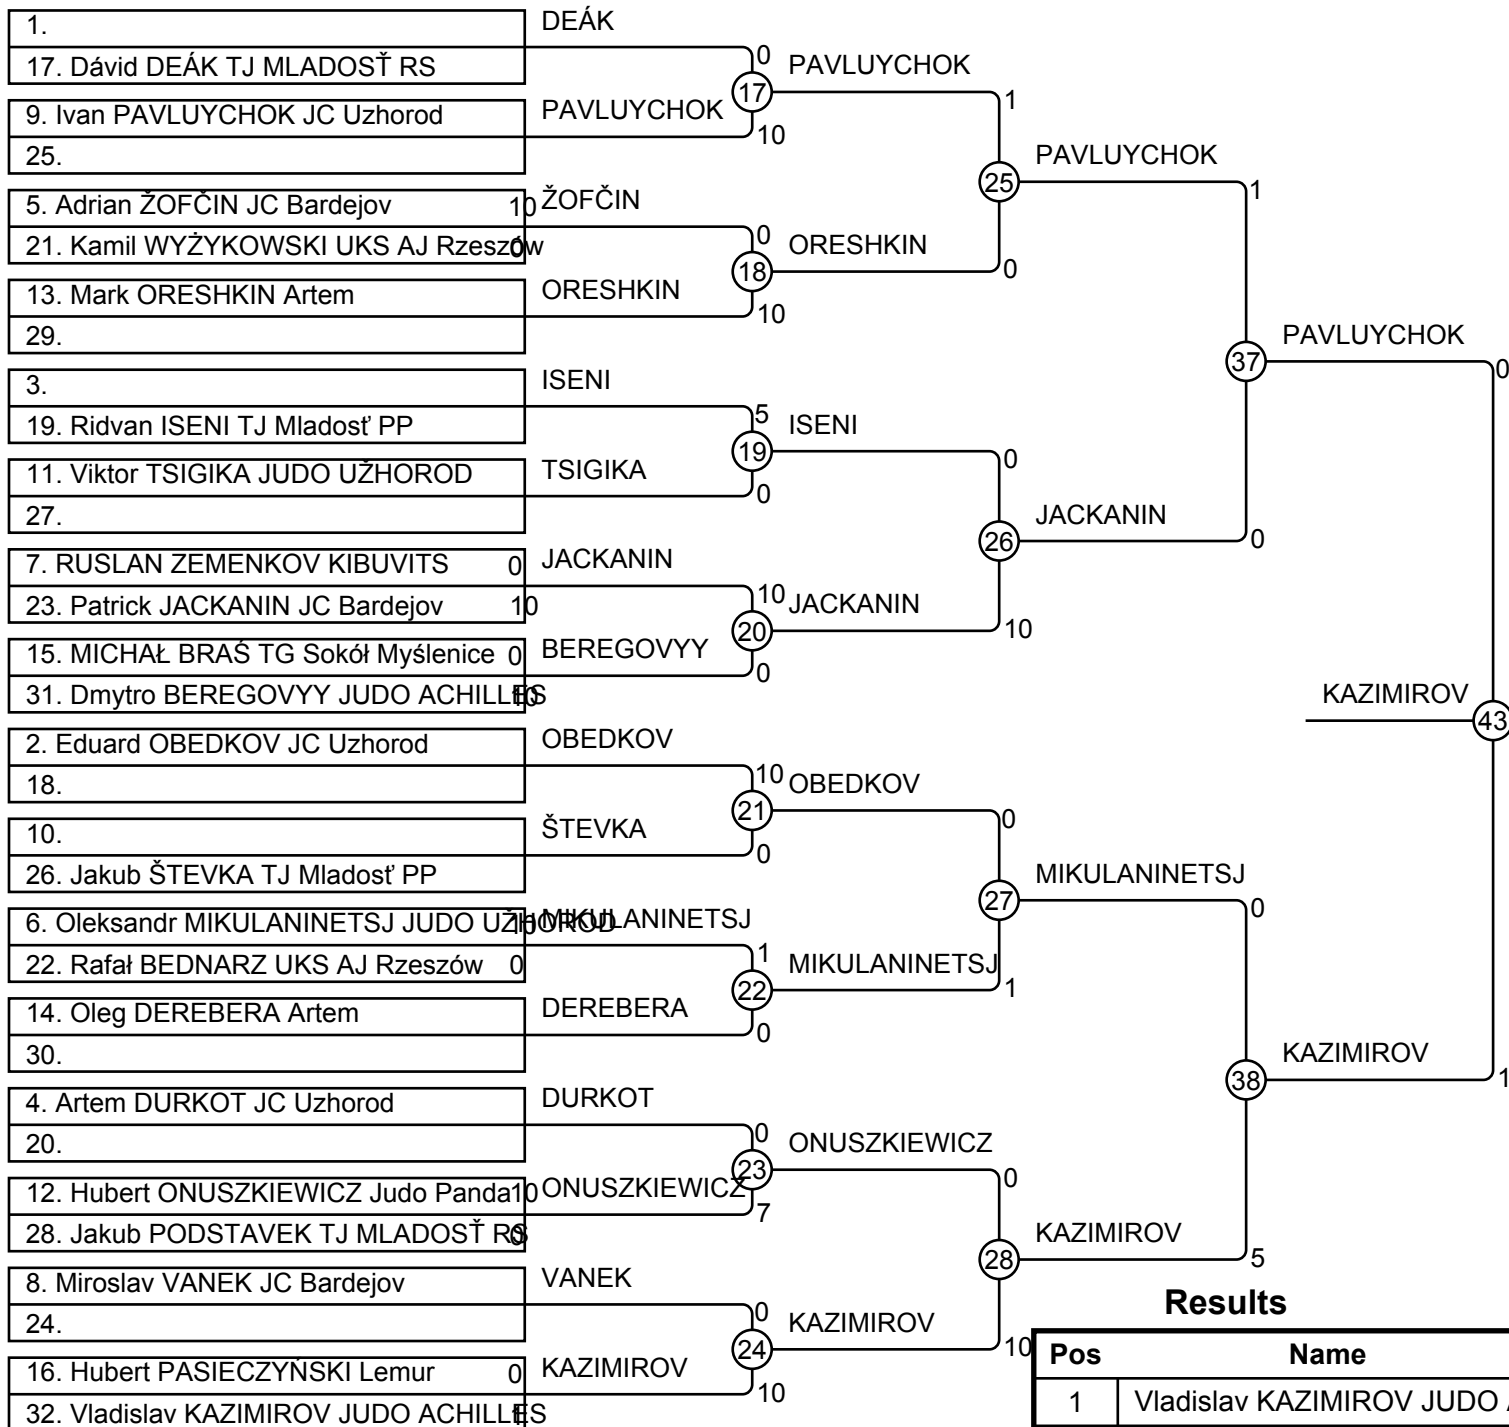 1.
DEÁK
17. Dávid DEÁK TJ MLADOSŤ RS
0
PAVLUYCHOK
17
9. Ivan PAVLUYCHOK JC Uzhorod
PAVLUYCHOK
10
1
25.
PAVLUYCHOK
25
5. Adrian ŽOFČIN JC Bardejov 10
ŽOFČIN
1
21. Kamil WYŻYKOWSKI UKS AJ Rzeszów 0
0
ORESHKIN
0
18
13. Mark ORESHKIN Artem
ORESHKIN
10
29.
PAVLUYCHOK
37
0
3.
ISENI
19. Ridvan ISENI TJ Mladosť PP
5
ISENI
19
0
11. Viktor TSIGIKA JUDO UŽHOROD
TSIGIKA
0
27.
JACKANIN
26
0
7. RUSLAN ZEMENKOV KIBUVITS 0
JACKANIN
23. Patrick JACKANIN JC Bardejov 10
10
JACKANIN
20
10
15. MICHAŁ BRAŚ TG Sokół Myślenice 0
BEREGOVYY
0
31. Dmytro BEREGOVYY JUDO ACHILLES 10
KAZIMIROV
43
2. Eduard OBEDKOV JC Uzhorod
OBEDKOV
18.
10
OBEDKOV
21
0
10.
ŠTEVKA
0
26. Jakub ŠTEVKA TJ Mladosť PP
MIKULANINETSJ
27
0
6. Oleksandr MIKULANINETSJ JUDO UŽHOROD 10
MIKULANINETSJ
22. Rafał BEDNARZ UKS AJ Rzeszów 0
1
MIKULANINETSJ
22
1
14. Oleg DEREBERA Artem
DEREBERA
0
30.
KAZIMIROV
38
1
4. Artem DURKOT JC Uzhorod
DURKOT
20.
0
ONUSZKIEWICZ
23
0
12. Hubert ONUSZKIEWICZ Judo Panda 10
ONUSZKIEWICZ
7
28. Jakub PODSTAVEK TJ MLADOSŤ RS 0
KAZIMIROV
28
5
8. Miroslav VANEK JC Bardejov
VANEK
24.
0
KAZIMIROV
24
10
16. Hubert PASIECZYŃSKI Lemur 0
KAZIMIROV
10
32. Vladislav KAZIMIROV JUDO ACHILLES
Results
Pos Name
1 Vladislav KAZIMIROV JUDO